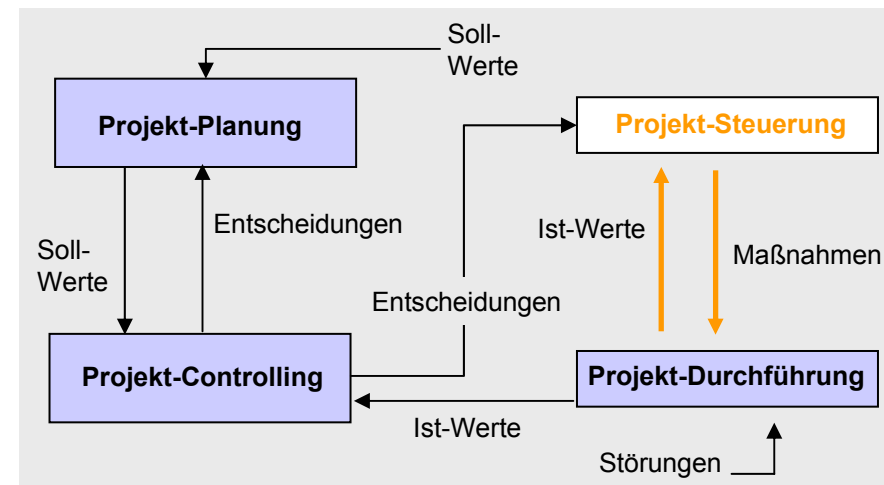 Soll-
Werte
Projekt-Planung
Projekt-Steuerung
Entscheidungen
Ist-Werte
Soll-
Werte
Maßnahmen
Entscheidungen
Projekt-Controlling
Projekt-Durchführung
Ist-Werte
Störungen